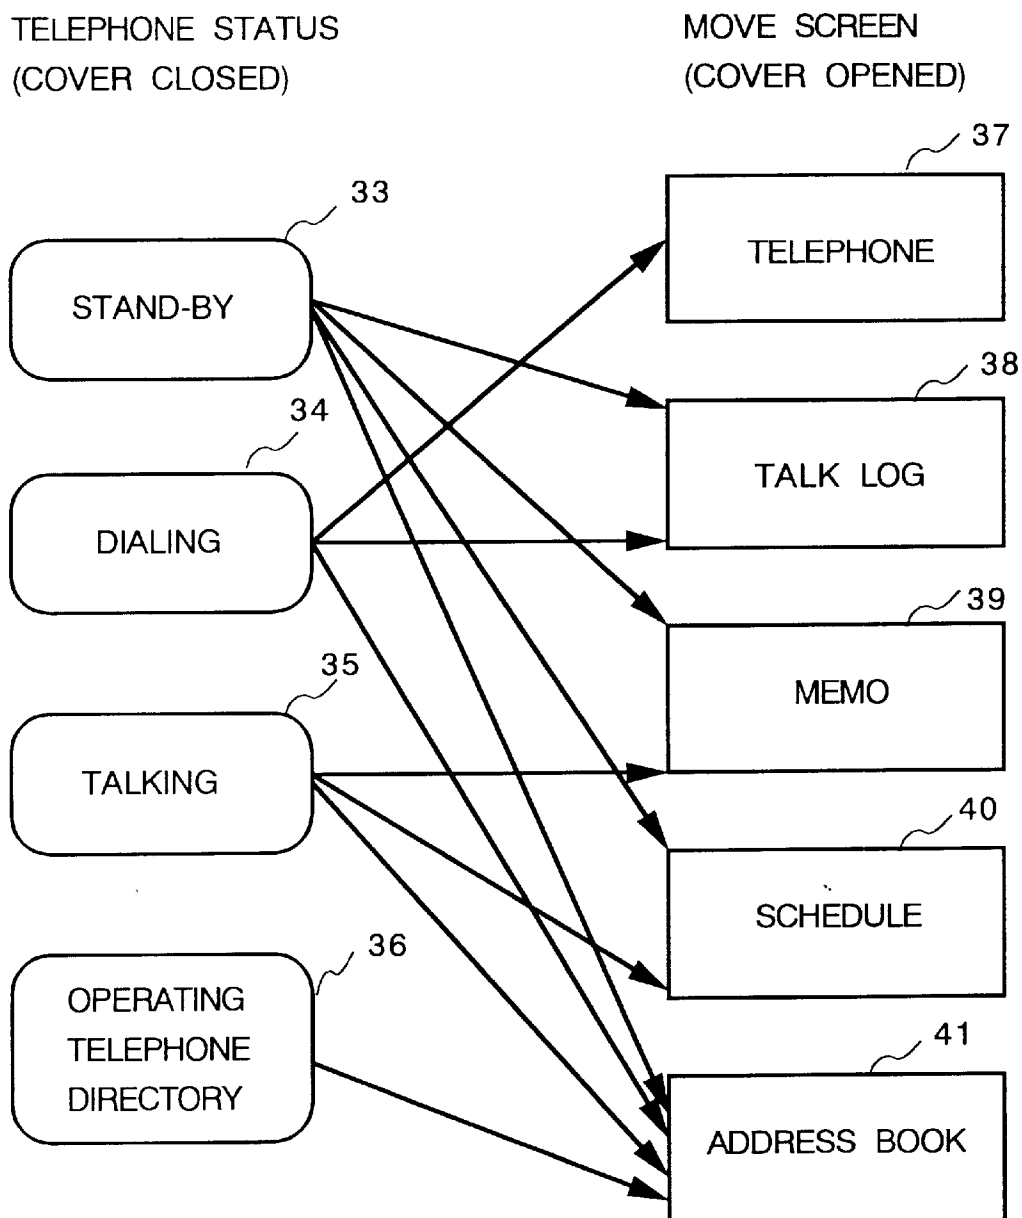 TELEPHONE STATUS
(COVER CLOSED)
MOVE SCREEN
(COVER OPENED)
33
STAND-BY
34
DIALING
35
TALKING
36
OPERATING
TELEPHONE
DIRECTORY
37
TELEPHONE
38
TALK LOG
39
MEMO
40
SCHEDULE
41
ADDRESS BOOK